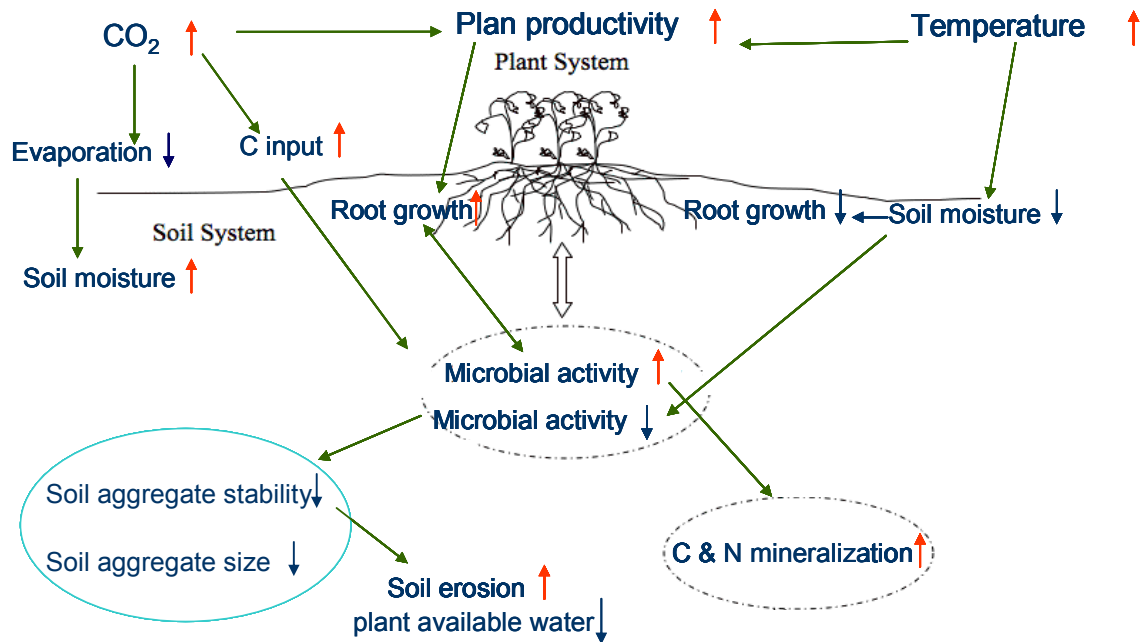 CO₂
Plan productivity
Temperature
Plant System
Evaporation
C input
Root growth
Root growth
Soil moisture
Soil System
Soil moisture
Microbial activity
Microbial activity
Soil aggregate stability
Soil aggregate size
C & N mineralization
Soil erosion
plant available water